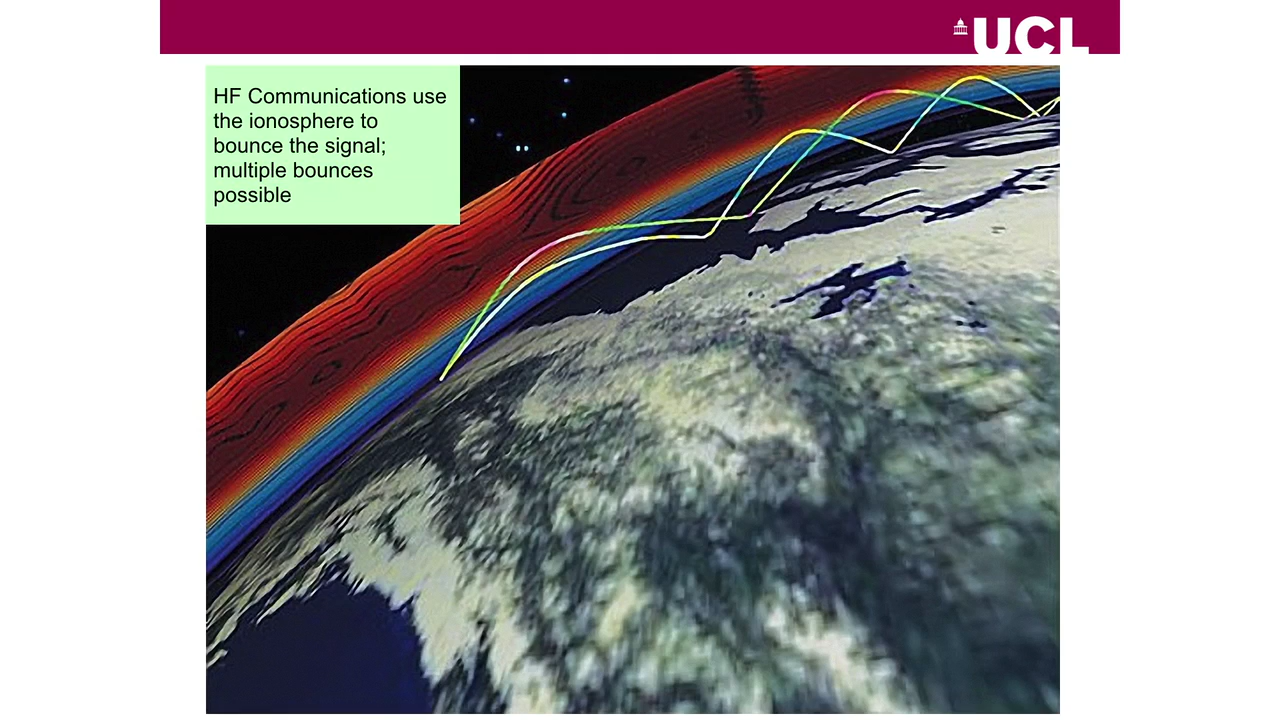 UCL
HF Communications use
the ionosphere to
bounce the signal;
multiple bounces
possible